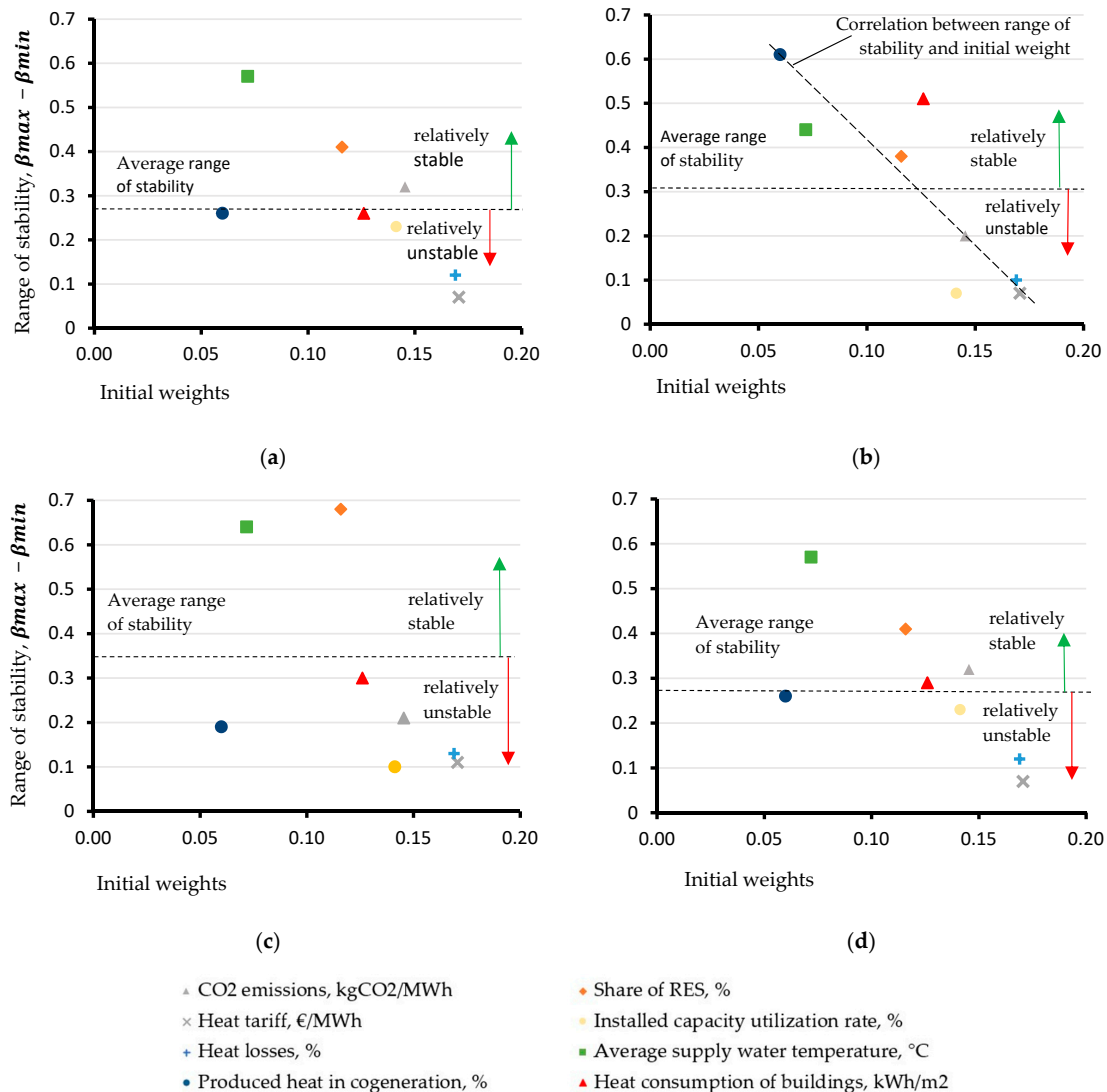 0.7
0.6
0.5
0.4
0.3
0.2
0.1
0
Range of stability, βmax − βmin
Average range
of stability
relatively
stable
relatively
unstable
0.00 0.05 0.10 0.15 0.20
Initial weights
(a)
0.7
0.6
0.5
0.4
0.3
0.2
0.1
0
Correlation between range of
stability and initial weight
Average range
of stability
relatively
stable
relatively
unstable
0.00 0.05 0.10 0.15 0.20
Initial weights
(b)
0.7
0.6
0.5
0.4
0.3
0.2
0.1
0
Range of stability, βmax − βmin
Average range
of stability
relatively
stable
relatively
unstable
0.00 0.05 0.10 0.15 0.20
Initial weights
(c)
0.7
0.6
0.5
0.4
0.3
0.2
0.1
0
Average range
of stability
relatively
stable
relatively
unstable
0.00 0.05 0.10 0.15 0.20
Initial weights
(d)
CO2 emissions, kgCO2/MWh
Heat tariff, €/MWh
Heat losses, %
Produced heat in cogeneration, %
Share of RES, %
Installed capacity utilization rate, %
Average supply water temperature, °C
Heat consumption of buildings, kWh/m2